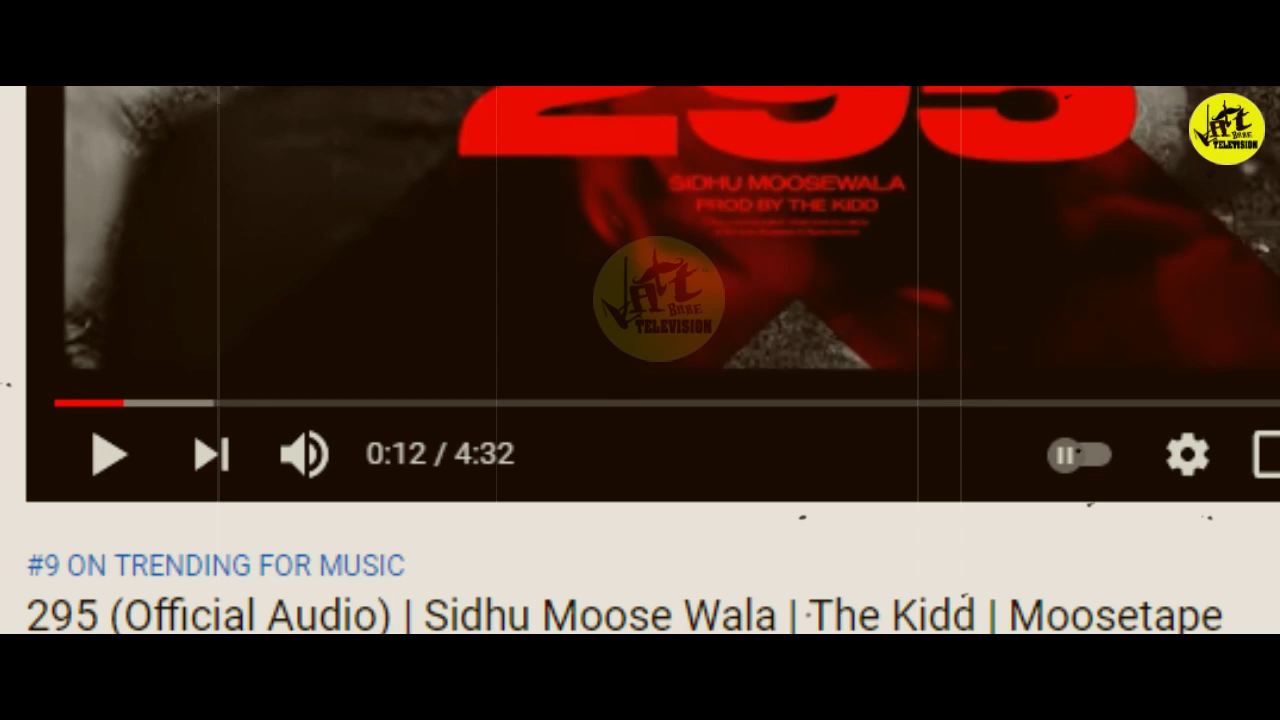 295
SIDHU MOOSEWALA
PROD BY THE KIDD
TELEVISION
TELEVISION
0:12 / 4:32
#9 ON TRENDING FOR MUSIC
295 (Official Audio) | Sidhu Moose Wala | The Kidd | Moosetape